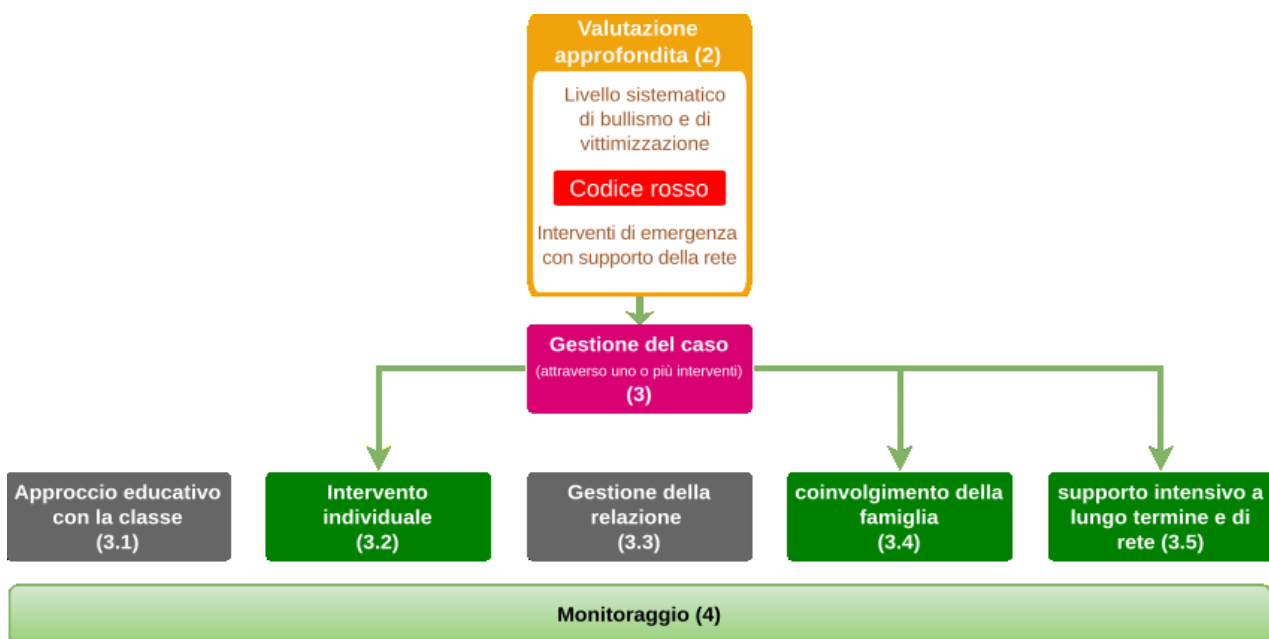 Valutazione
approfondita (2)
Livello sistematico
di bullismo e di
vittimizzazione
Codice rosso
Interventi di emergenza
con supporto della rete
Gestione del caso
(attraverso uno o più interventi)
(3)
Approccio educativo
con la classe
(3.1)
Intervento
individuale
(3.2)
Gestione della
relazione
(3.3)
coinvolgimento della
famiglia
(3.4)
supporto intensivo a
lungo termine e di
rete (3.5)
Monitoraggio (4)